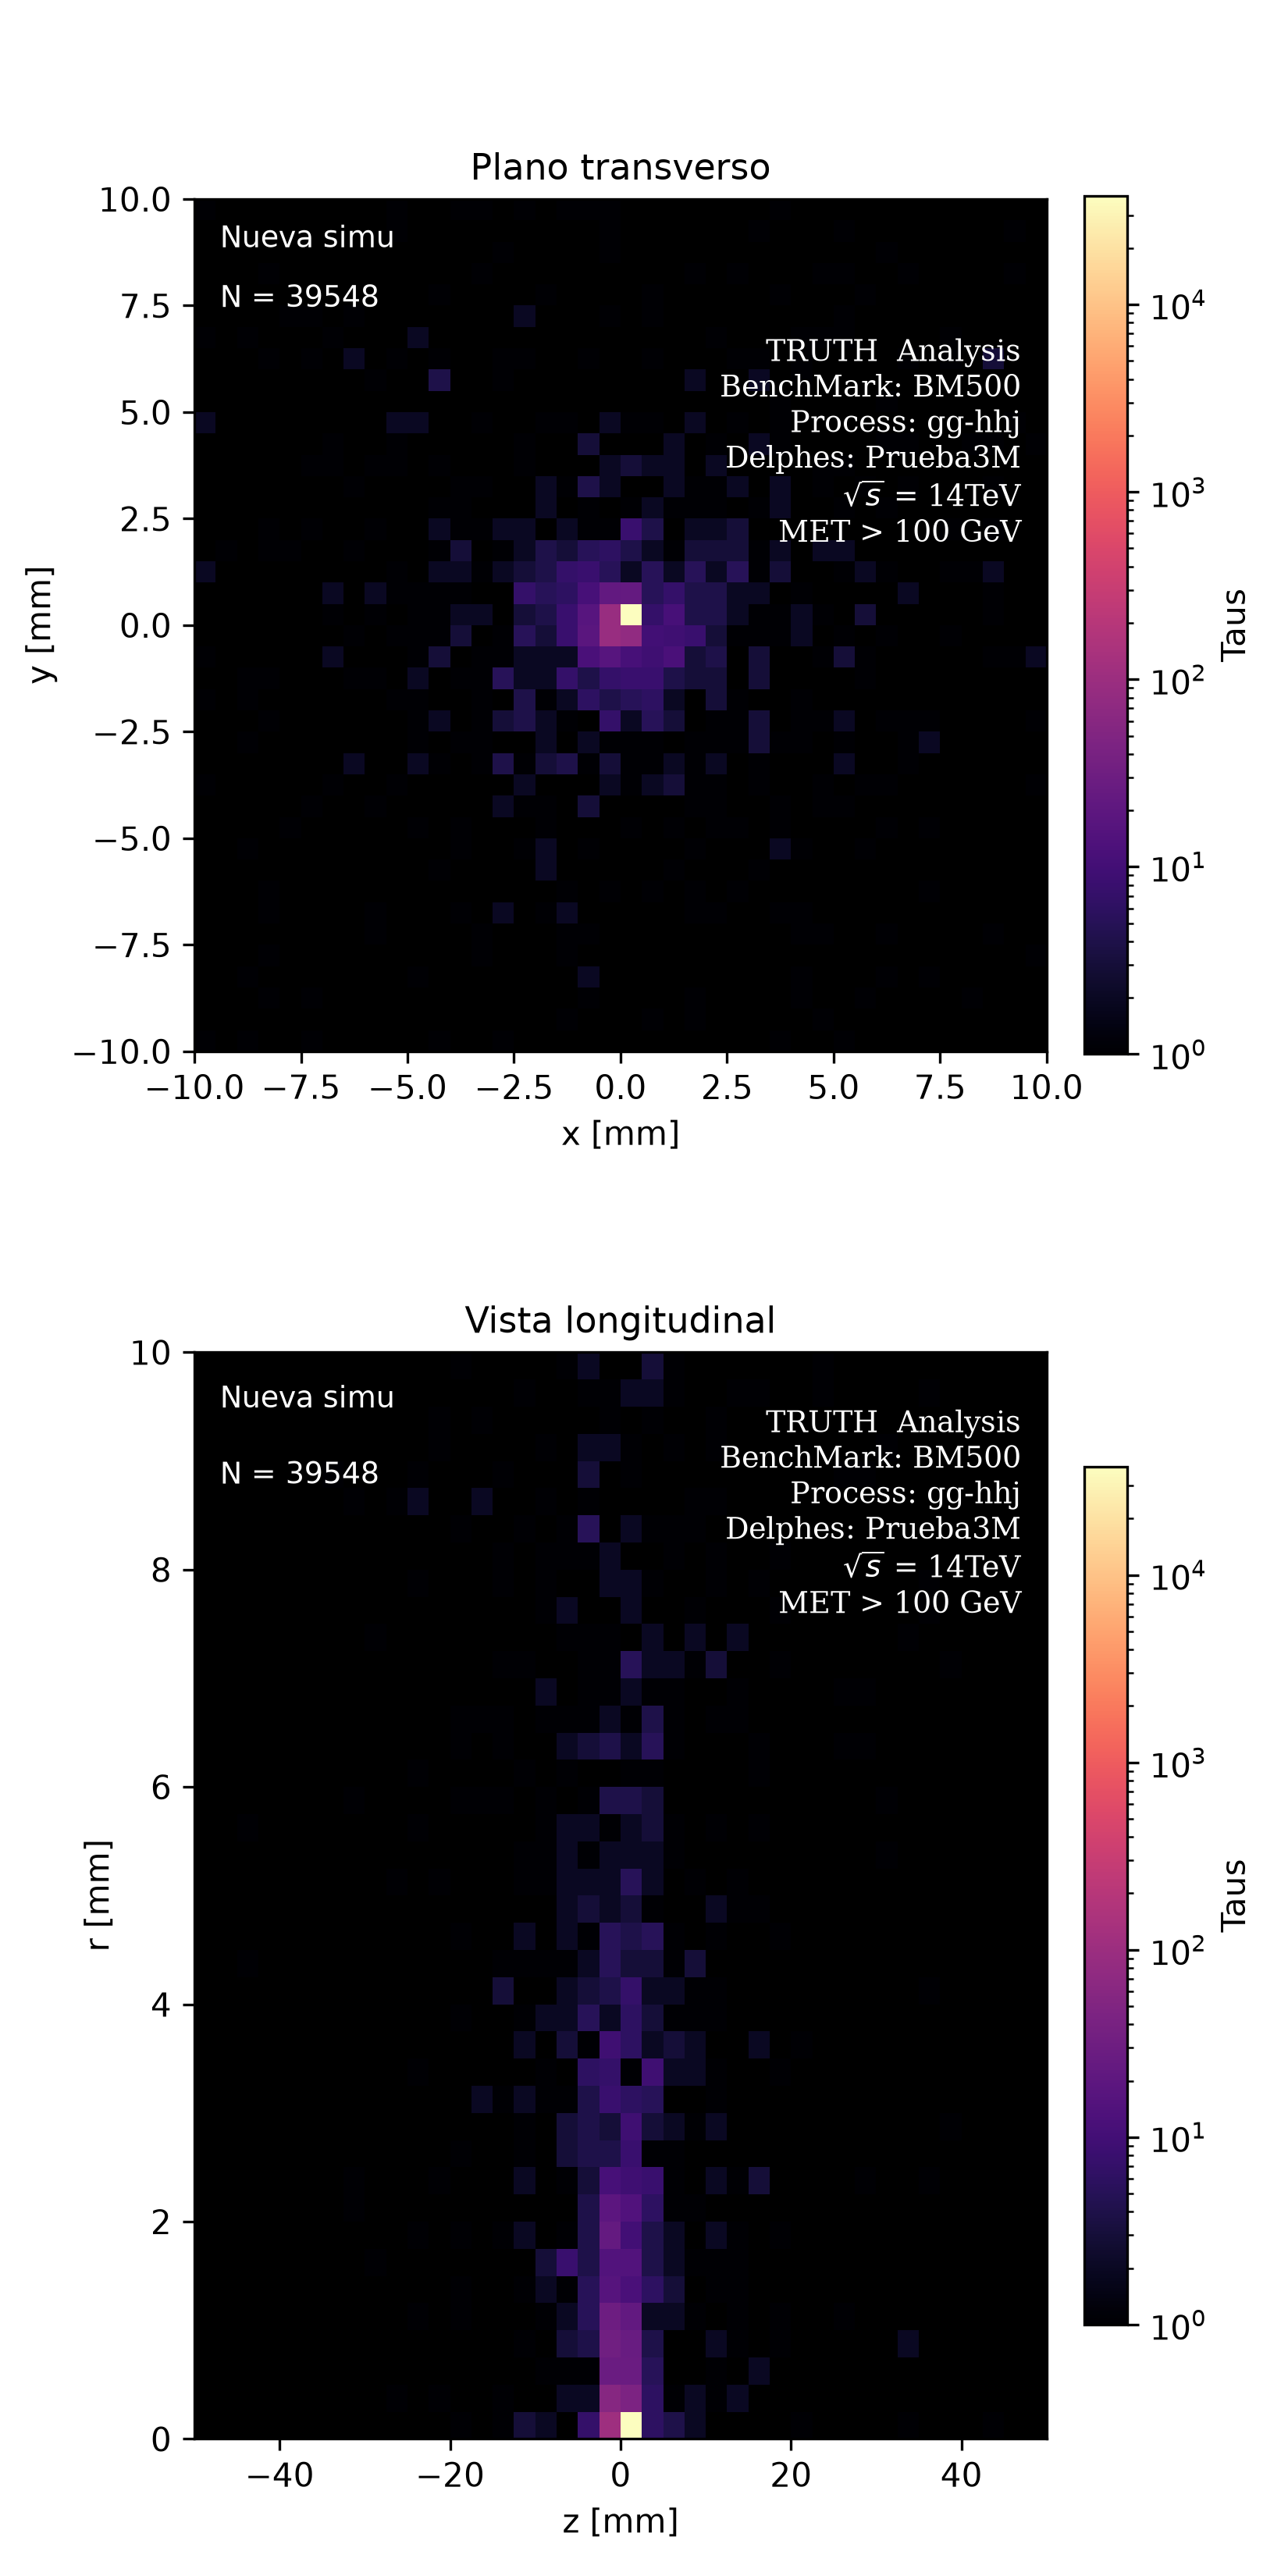 Plano transverso
10.0
7.5
5.0
2.5
0.0
−2.5
−5.0
−7.5
−10.0
y [mm]
Nueva simu
N = 39548
TRUTH Analysis
BenchMark: BM500
Process: gg-hhj
Delphes: Prueba3M
√s = 14TeV
MET > 100 GeV
−10.0 −7.5 −5.0 −2.5 0.0 2.5 5.0 7.5 10.0
x [mm]
10⁴
10³
10²
10¹
10⁰
Taus
Vista longitudinal
10
8
6
4
2
0
r [mm]
Nueva simu
N = 39548
TRUTH Analysis
BenchMark: BM500
Process: gg-hhj
Delphes: Prueba3M
√s = 14TeV
MET > 100 GeV
−40 −20 0 20 40
z [mm]
10⁴
10³
10²
10¹
10⁰
Taus